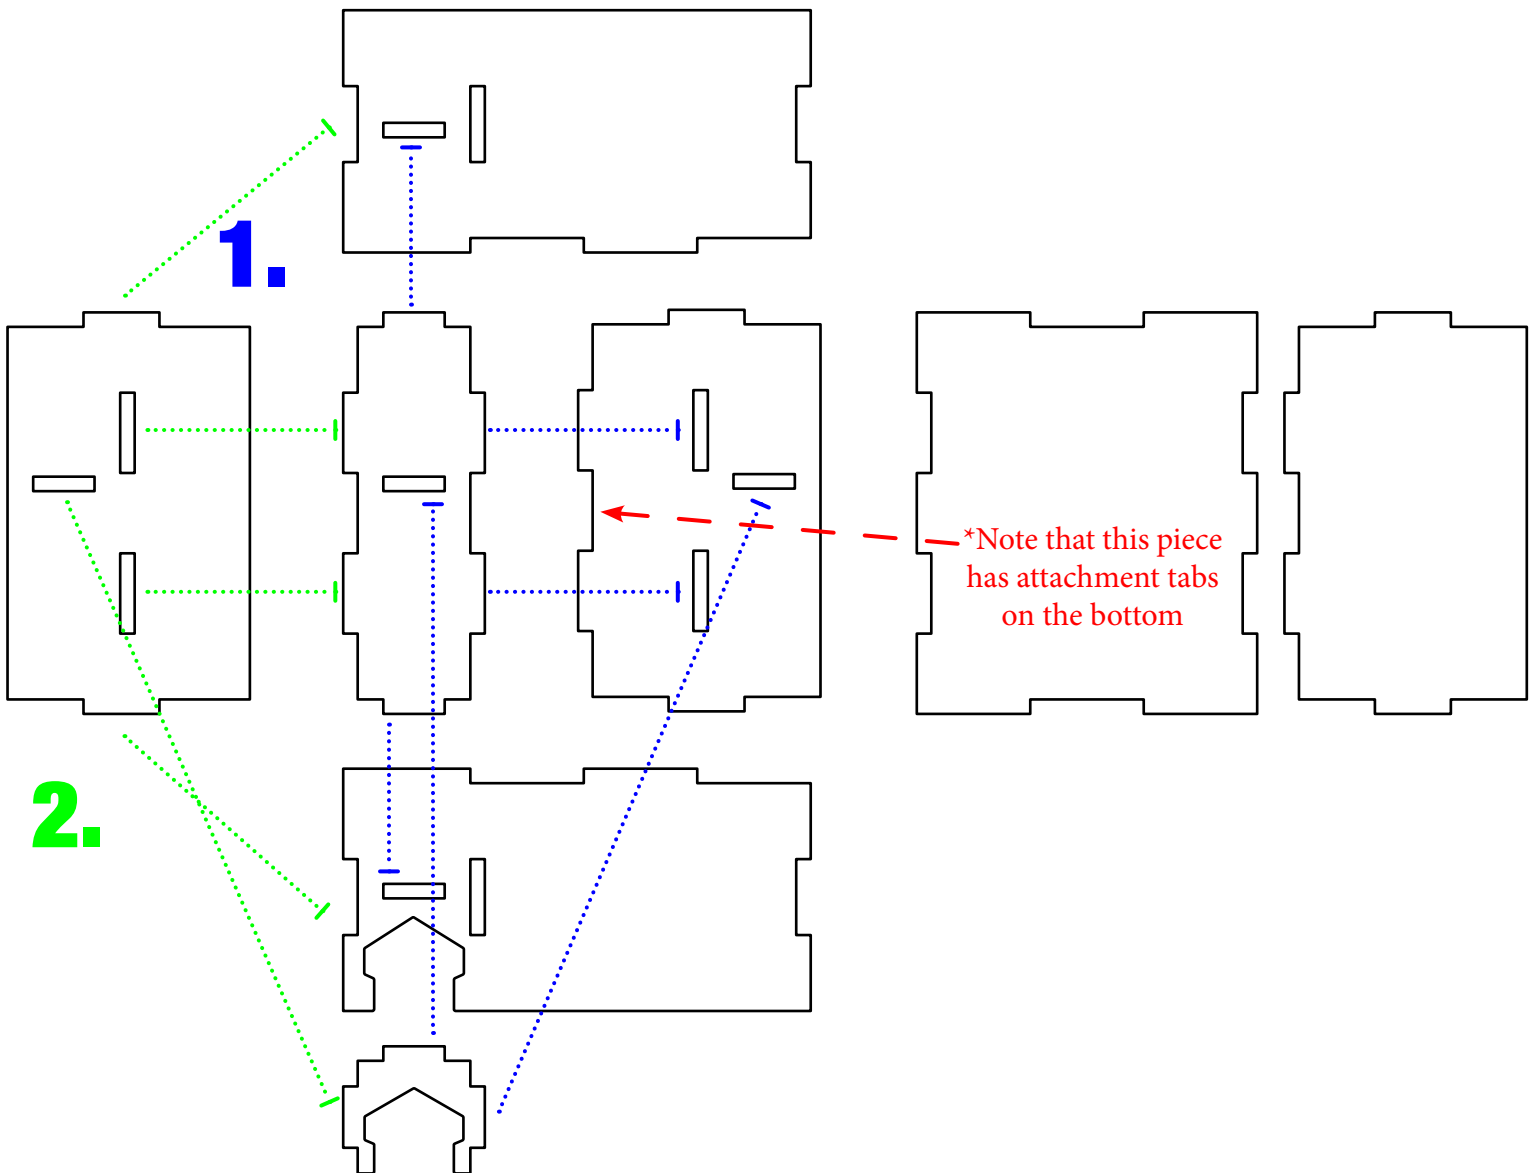 1.
*Note that this piece
has attachment tabs
on the bottom
2.